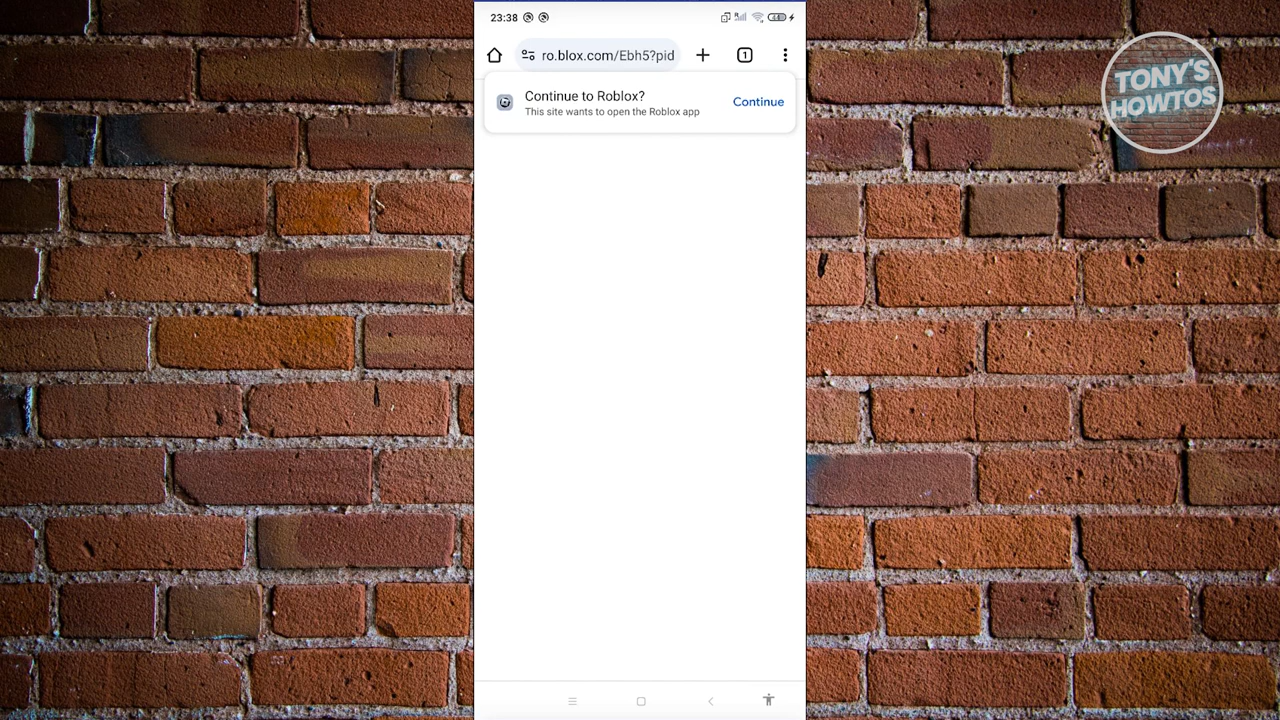 23:38
ro.blox.com/Ebh5?pid
1
Continue to Roblox?
This site wants to open the Roblox app
Continue
TONY'S
HOWTOS